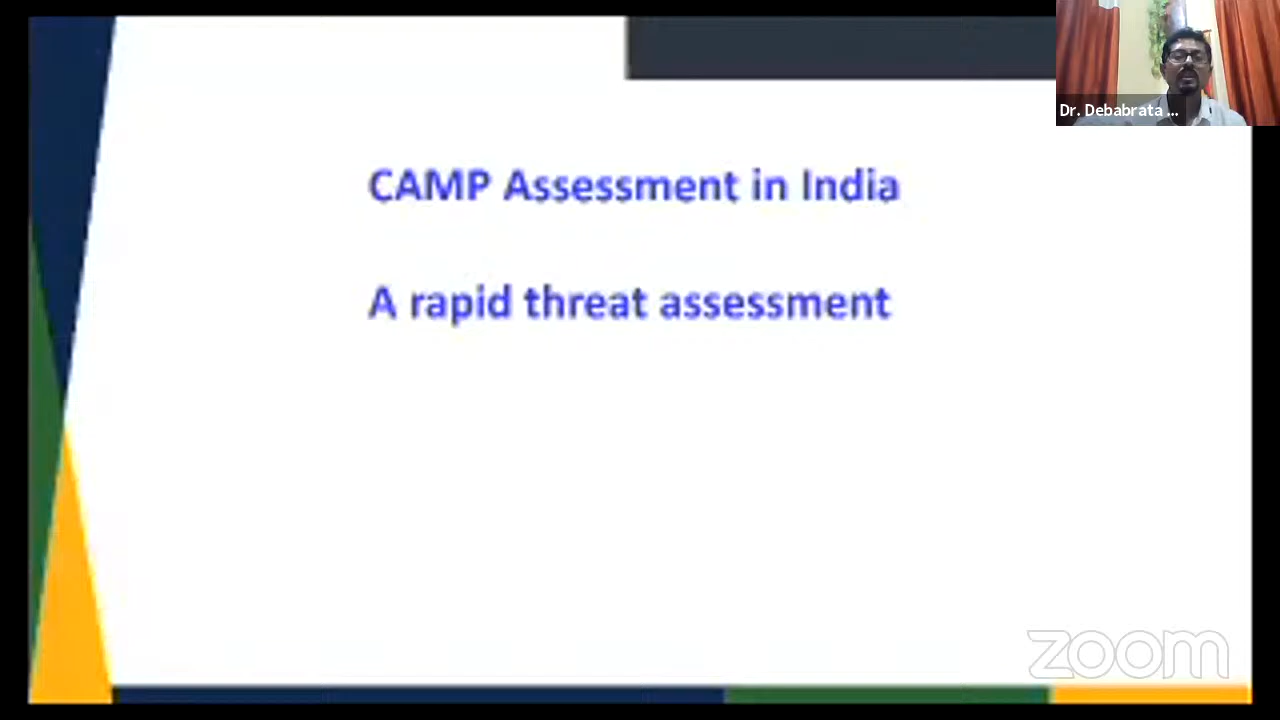 Dr. Debabrata ...
CAMP Assessment in India
A rapid threat assessment
zoom